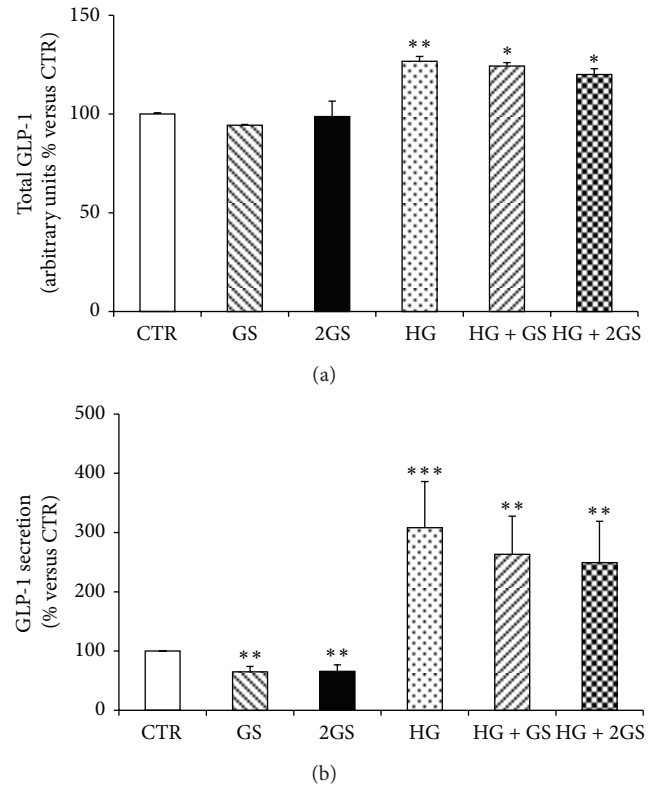 150
100
50
0
Total GLP-1
(arbitrary units % versus CTR)
**
*
*
CTR GS 2GS HG HG + GS HG + 2GS
(a)
500
400
300
200
100
0
GLP-1 secretion
(% versus CTR)
**
**
***
**
**
CTR GS 2GS HG HG + GS HG + 2GS
(b)